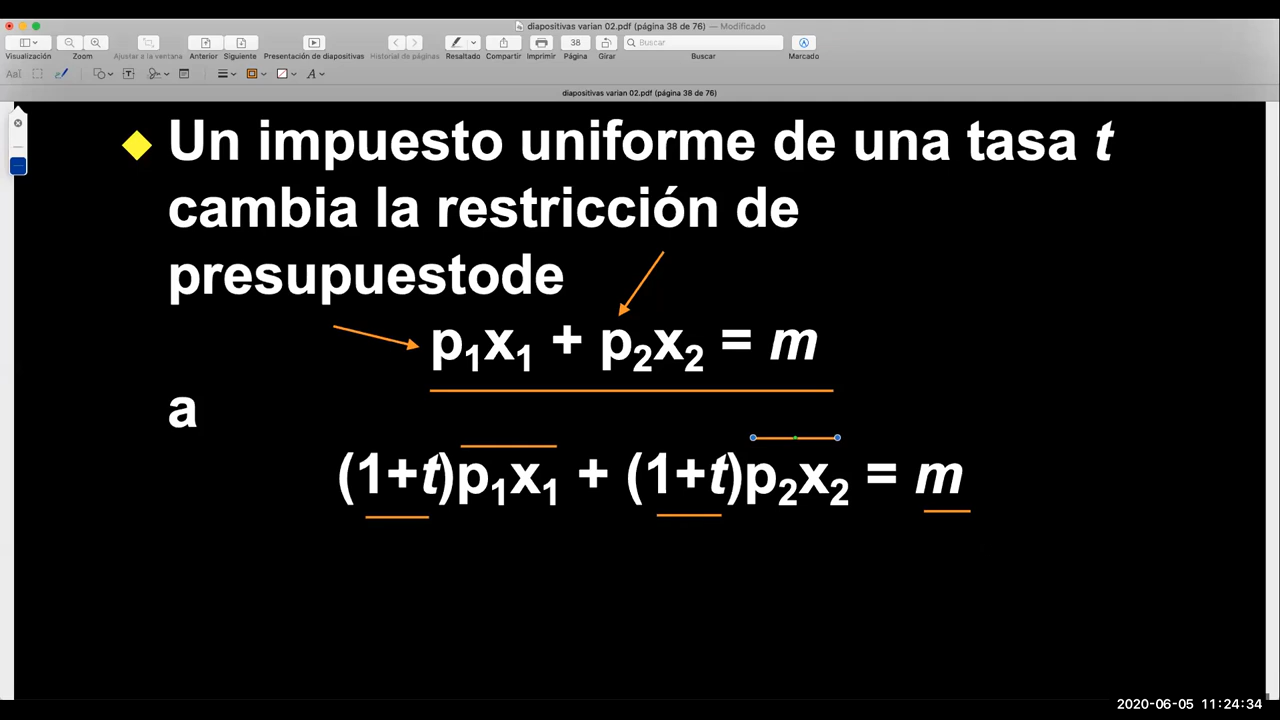 diapositivas varian 02.pdf (página 38 de 76) — Modificado
38
Buscar
Visualización Zoom Ajustar a la ventana Anterior Siguiente Presentación de diapositivas Historial de páginas Resaltado Compartir Imprimir Página Girar Buscar Marcado
diapositivas varian 02.pdf (página 38 de 76)
Un impuesto uniforme de una tasa t
cambia la restricción de
presupuestode
p₁x₁ + p₂x₂ = m
a
(1+t)p₁x₁ + (1+t)p₂x₂ = m
2020-06-05 11:24:34